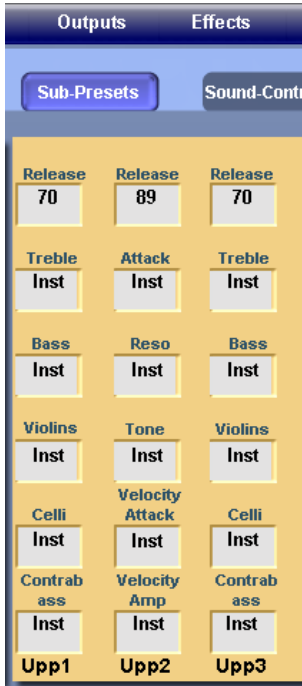 Outputs Effects
Sub-Presets Sound-Contr
Release Release Release
70 89 70
Treble Attack Treble
Inst Inst Inst
Bass Reso Bass
Inst Inst Inst
Violins Tone Violins
Inst Inst Inst
Celli Velocity Attack Celli
Inst Inst Inst
Contrab ass Velocity Amp Contrab ass
Inst Inst Inst
Upp1 Upp2 Upp3